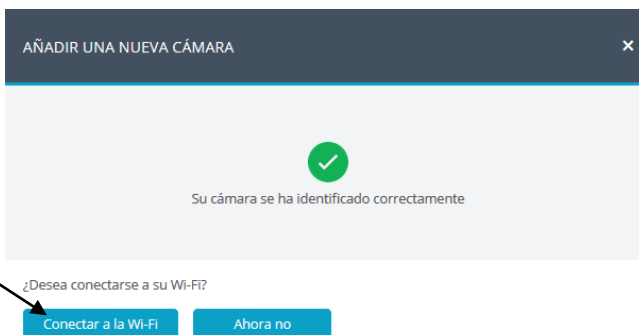 AÑADIR UNA NUEVA CÁMARA
Su cámara se ha identificado correctamente
¿Desea conectarse a su Wi-Fi?
Conectar a la Wi-Fi
Ahora no